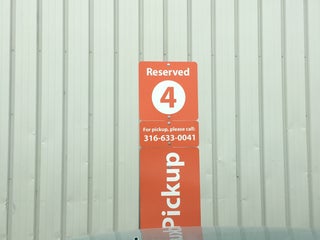 Reserved
4
For pickup, please call:
316-633-0041
Pickup